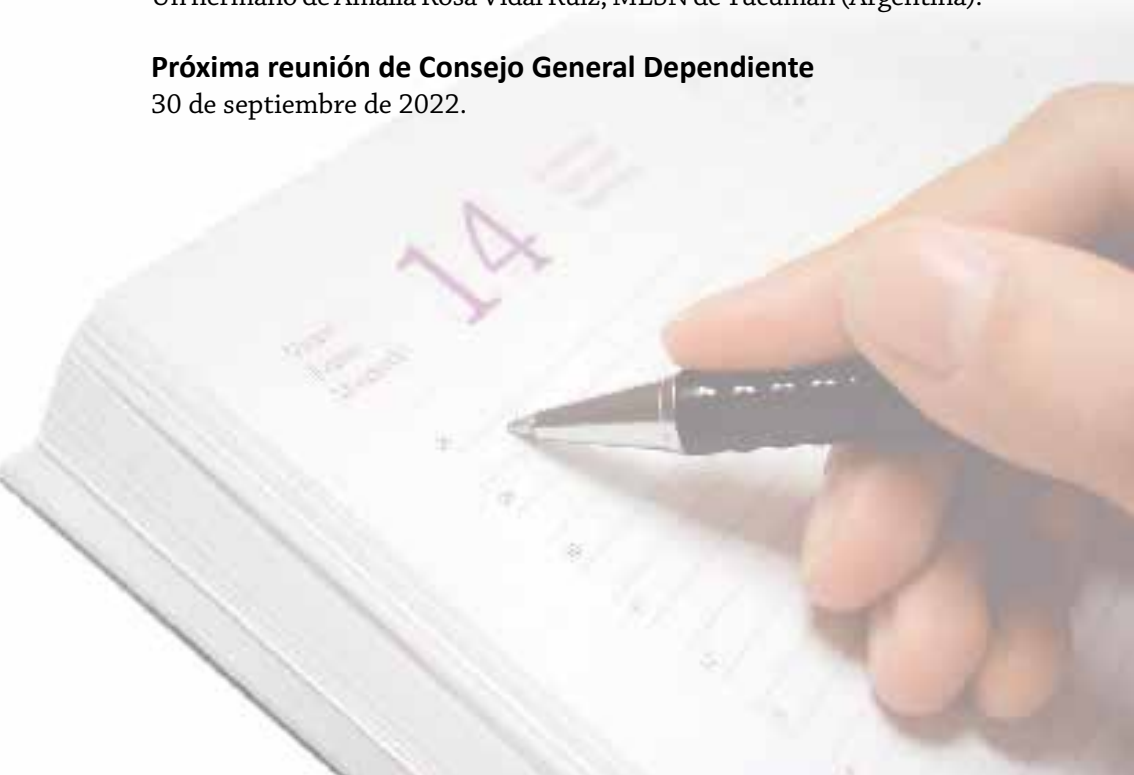 Un hermano de Amalia Rosa Vidal Ruiz, MESN de Tucumán (Argentina).
Próxima reunión de Consejo General Dependiente
30 de septiembre de 2022.
14